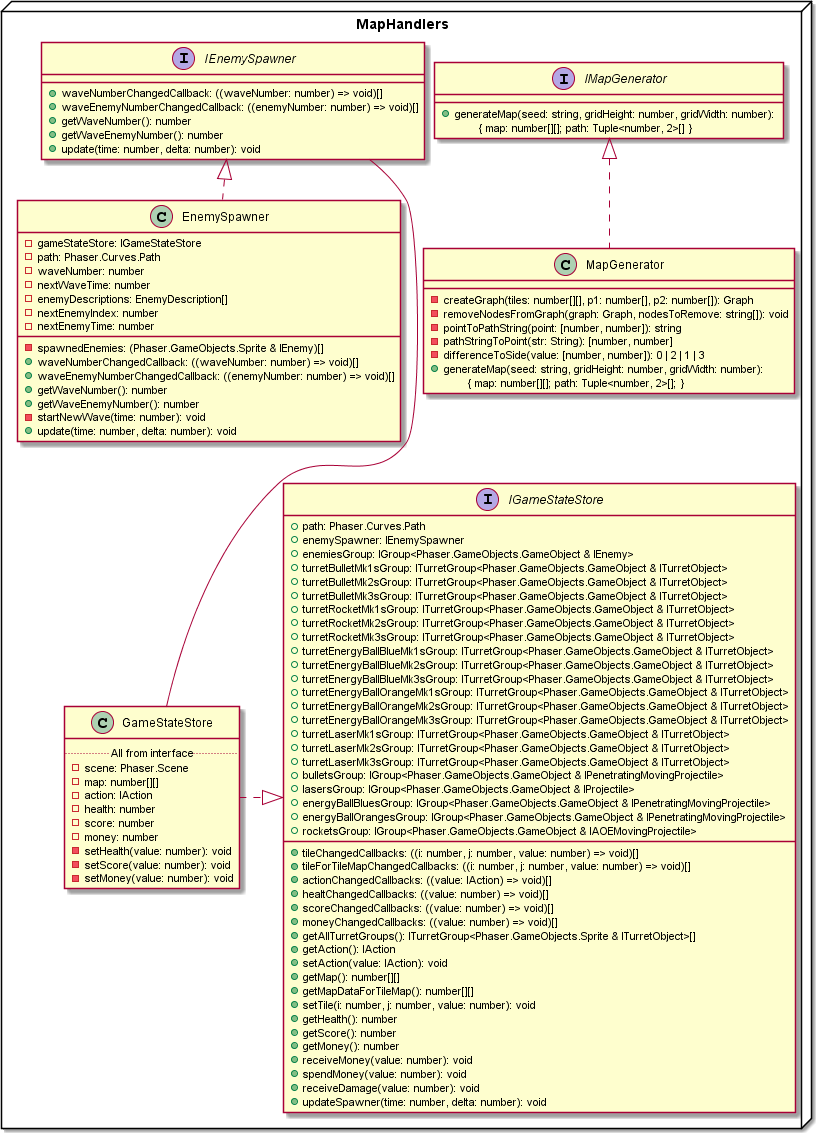 MapHandlers
I IEnemySpawner
waveNumberChangedCallback: ((waveNumber: number) => void)[]
waveEnemyNumberChangedCallback: ((enemyNumber: number) => void)[]
getWaveNumber(): number
getWaveEnemyNumber(): number
update(time: number, delta: number): void
I IMapGenerator
generateMap(seed: string, gridHeight: number, gridWidth: number):
{ map: number[][]; path: Tuple<number, 2>[] }
C EnemySpawner
gameStateStore: IGameStateStore
path: Phaser.Curves.Path
waveNumber: number
nextWaveTime: number
enemyDescriptions: EnemyDescription[]
nextEnemyIndex: number
nextEnemyTime: number
spawnedEnemies: (Phaser.GameObjects.Sprite & IEnemy)[]
waveNumberChangedCallback: ((waveNumber: number) => void)[]
waveEnemyNumberChangedCallback: ((enemyNumber: number) => void)[]
getWaveNumber(): number
getWaveEnemyNumber(): number
startNewWave(time: number): void
update(time: number, delta: number): void
C MapGenerator
createGraph(tiles: number[][], p1: number[], p2: number[]): Graph
removeNodesFromGraph(graph: Graph, nodesToRemove: string[]): void
pointToPathString(point: [number, number]): string
pathStringToPoint(str: String): [number, number]
differenceToSide(value: [number, number]): 0 | 2 | 1 | 3
generateMap(seed: string, gridHeight: number, gridWidth: number):
{ map: number[][]; path: Tuple<number, 2>[]; }
I IGameStateStore
path: Phaser.Curves.Path
enemySpawner: IEnemySpawner
enemiesGroup: IGroup<Phaser.GameObjects.GameObject & IEnemy>
turretBulletMk1sGroup: ITurretGroup<Phaser.GameObjects.GameObject & ITurretObject>
turretBulletMk2sGroup: ITurretGroup<Phaser.GameObjects.GameObject & ITurretObject>
turretBulletMk3sGroup: ITurretGroup<Phaser.GameObjects.GameObject & ITurretObject>
turretRocketMk1sGroup: ITurretGroup<Phaser.GameObjects.GameObject & ITurretObject>
turretRocketMk2sGroup: ITurretGroup<Phaser.GameObjects.GameObject & ITurretObject>
turretRocketMk3sGroup: ITurretGroup<Phaser.GameObjects.GameObject & ITurretObject>
turretEnergyBallBlueMk1sGroup: ITurretGroup<Phaser.GameObjects.GameObject & ITurretObject>
turretEnergyBallBlueMk2sGroup: ITurretGroup<Phaser.GameObjects.GameObject & ITurretObject>
turretEnergyBallBlueMk3sGroup: ITurretGroup<Phaser.GameObjects.GameObject & ITurretObject>
turretEnergyBallOrangeMk1sGroup: ITurretGroup<Phaser.GameObjects.GameObject & ITurretObject>
turretEnergyBallOrangeMk2sGroup: ITurretGroup<Phaser.GameObjects.GameObject & ITurretObject>
turretEnergyBallOrangeMk3sGroup: ITurretGroup<Phaser.GameObjects.GameObject & ITurretObject>
turretLaserMk1sGroup: ITurretGroup<Phaser.GameObjects.GameObject & ITurretObject>
turretLaserMk2sGroup: ITurretGroup<Phaser.GameObjects.GameObject & ITurretObject>
turretLaserMk3sGroup: ITurretGroup<Phaser.GameObjects.GameObject & ITurretObject>
bulletsGroup: IGroup<Phaser.GameObjects.GameObject & IPenetratingMovingProjectile>
lasersGroup: IGroup<Phaser.GameObjects.GameObject & IProjectile>
energyBallBluesGroup: IGroup<Phaser.GameObjects.GameObject & IPenetratingMovingProjectile>
energyBallOrangesGroup: IGroup<Phaser.GameObjects.GameObject & IPenetratingMovingProjectile>
rocketsGroup: IGroup<Phaser.GameObjects.GameObject & IAOEMovingProjectile>
tileChangedCallbacks: ((i: number, j: number, value: number) => void)[]
tileForTileMapChangedCallbacks: ((i: number, j: number, value: number) => void)[]
actionChangedCallbacks: ((value: IAction) => void)[]
healtChangedCallbacks: ((value: number) => void)[]
scoreChangedCallbacks: ((value: number) => void)[]
moneyChangedCallbacks: ((value: number) => void)[]
getAllTurretGroups(): ITurretGroup<Phaser.GameObjects.Sprite & ITurretObject>[]
getAction(): IAction
setAction(value: IAction): void
getMap(): number[][]
getMapDataForTileMap(): number[][]
setTile(i: number, j: number, value: number): void
getHealth(): number
getScore(): number
getMoney(): number
receiveMoney(value: number): void
spendMoney(value: number): void
receiveDamage(value: number): void
updateSpawner(time: number, delta: number): void
C GameStateStore
All from interface
scene: Phaser.Scene
map: number[][]
action: IAction
health: number
score: number
money: number
setHealth(value: number): void
setScore(value: number): void
setMoney(value: number): void